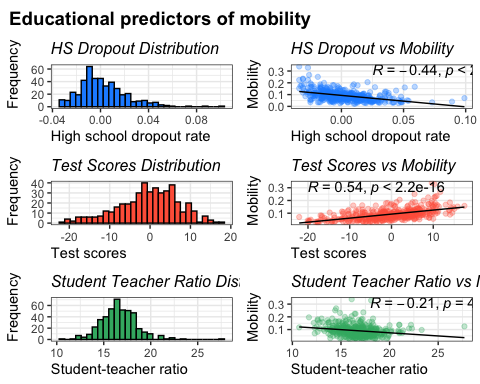 Educational predictors of mobility
HS Dropout Distribution
Frequency
60
40
20
0
-0.04 0.00 0.04 0.08
High school dropout rate
HS Dropout vs Mobility
Mobility
R = −0.44, p < 2
0.3
0.2
0.1
0.0
0.00 0.05 0.10
High school dropout rate
Test Scores Distribution
Frequency
40
30
20
10
0
-20 -10 0 10 20
Test scores
Test Scores vs Mobility
Mobility
R = 0.54, p < 2.2e-16
0.3
0.2
0.1
-20 -10 0 10
Test scores
Student Teacher Ratio Dis
Frequency
60
40
20
0
10 15 20 25
Student-teacher ratio
Student Teacher Ratio vs
Mobility
R = −0.21, p = 4
0.3
0.2
0.1
10 15 20 25
Student-teacher ratio